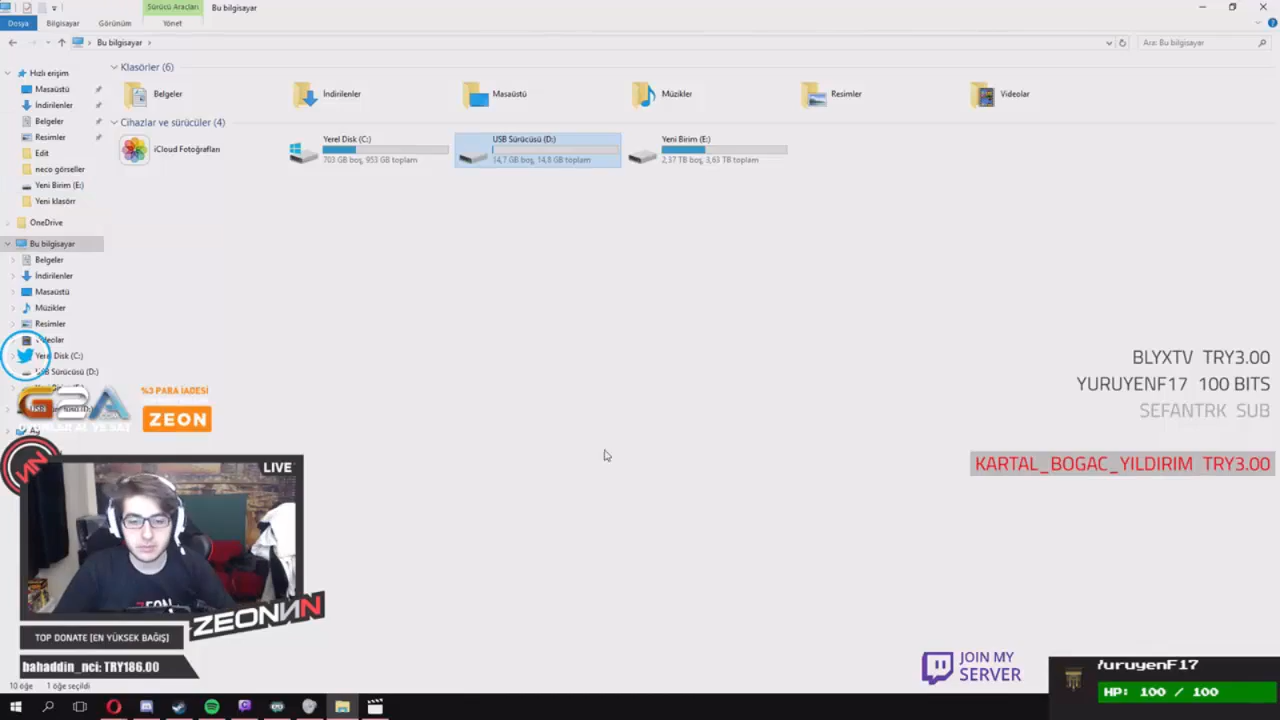 Sürücü Araçları
Bu bilgisayar
Dosya
Bilgisayar
Görünüm
Yönet
Bu bilgisayar
Ara: Bu bilgisayar
Hızlı erişim
Masaüstü
İndirilenler
Belgeler
Resimler
Edit
neco görseller
Yeni Birim (E:)
Yeni klasörr
OneDrive
Bu bilgisayar
Belgeler
İndirilenler
Masaüstü
Müzikler
Resimler
Yerel Disk (C:)
USB Sürücüsü (D:)
Klasörler (6)
Belgeler
İndirilenler
Masaüstü
Müzikler
Resimler
Videolar
Cihazlar ve sürücüler (4)
iCloud Fotoğrafları
Yerel Disk (C:)
703 GB boş, 953 GB toplam
USB Sürücüsü (D:)
14,7 GB boş, 14,8 GB toplam
Yeni Birim (E:)
2,37 TB boş, 3,63 TB toplam
BLYXTV TRY3.00
YURUYENF17 100 BITS
SEFANTRK SUB
KARTAL_BOGAC_YILDIRIM TRY3.00
G2A
%3 PARA İADESİ
ZEON
LIVE
ZEON
ZEONNN
TOP DONATE [EN YÜKSEK BAĞIŞ]
bahaddin_nci: TRY186.00
10 öğe
1 öğe seçildi
JOIN MY
SERVER
YuruyenF17
HP: 100 / 100